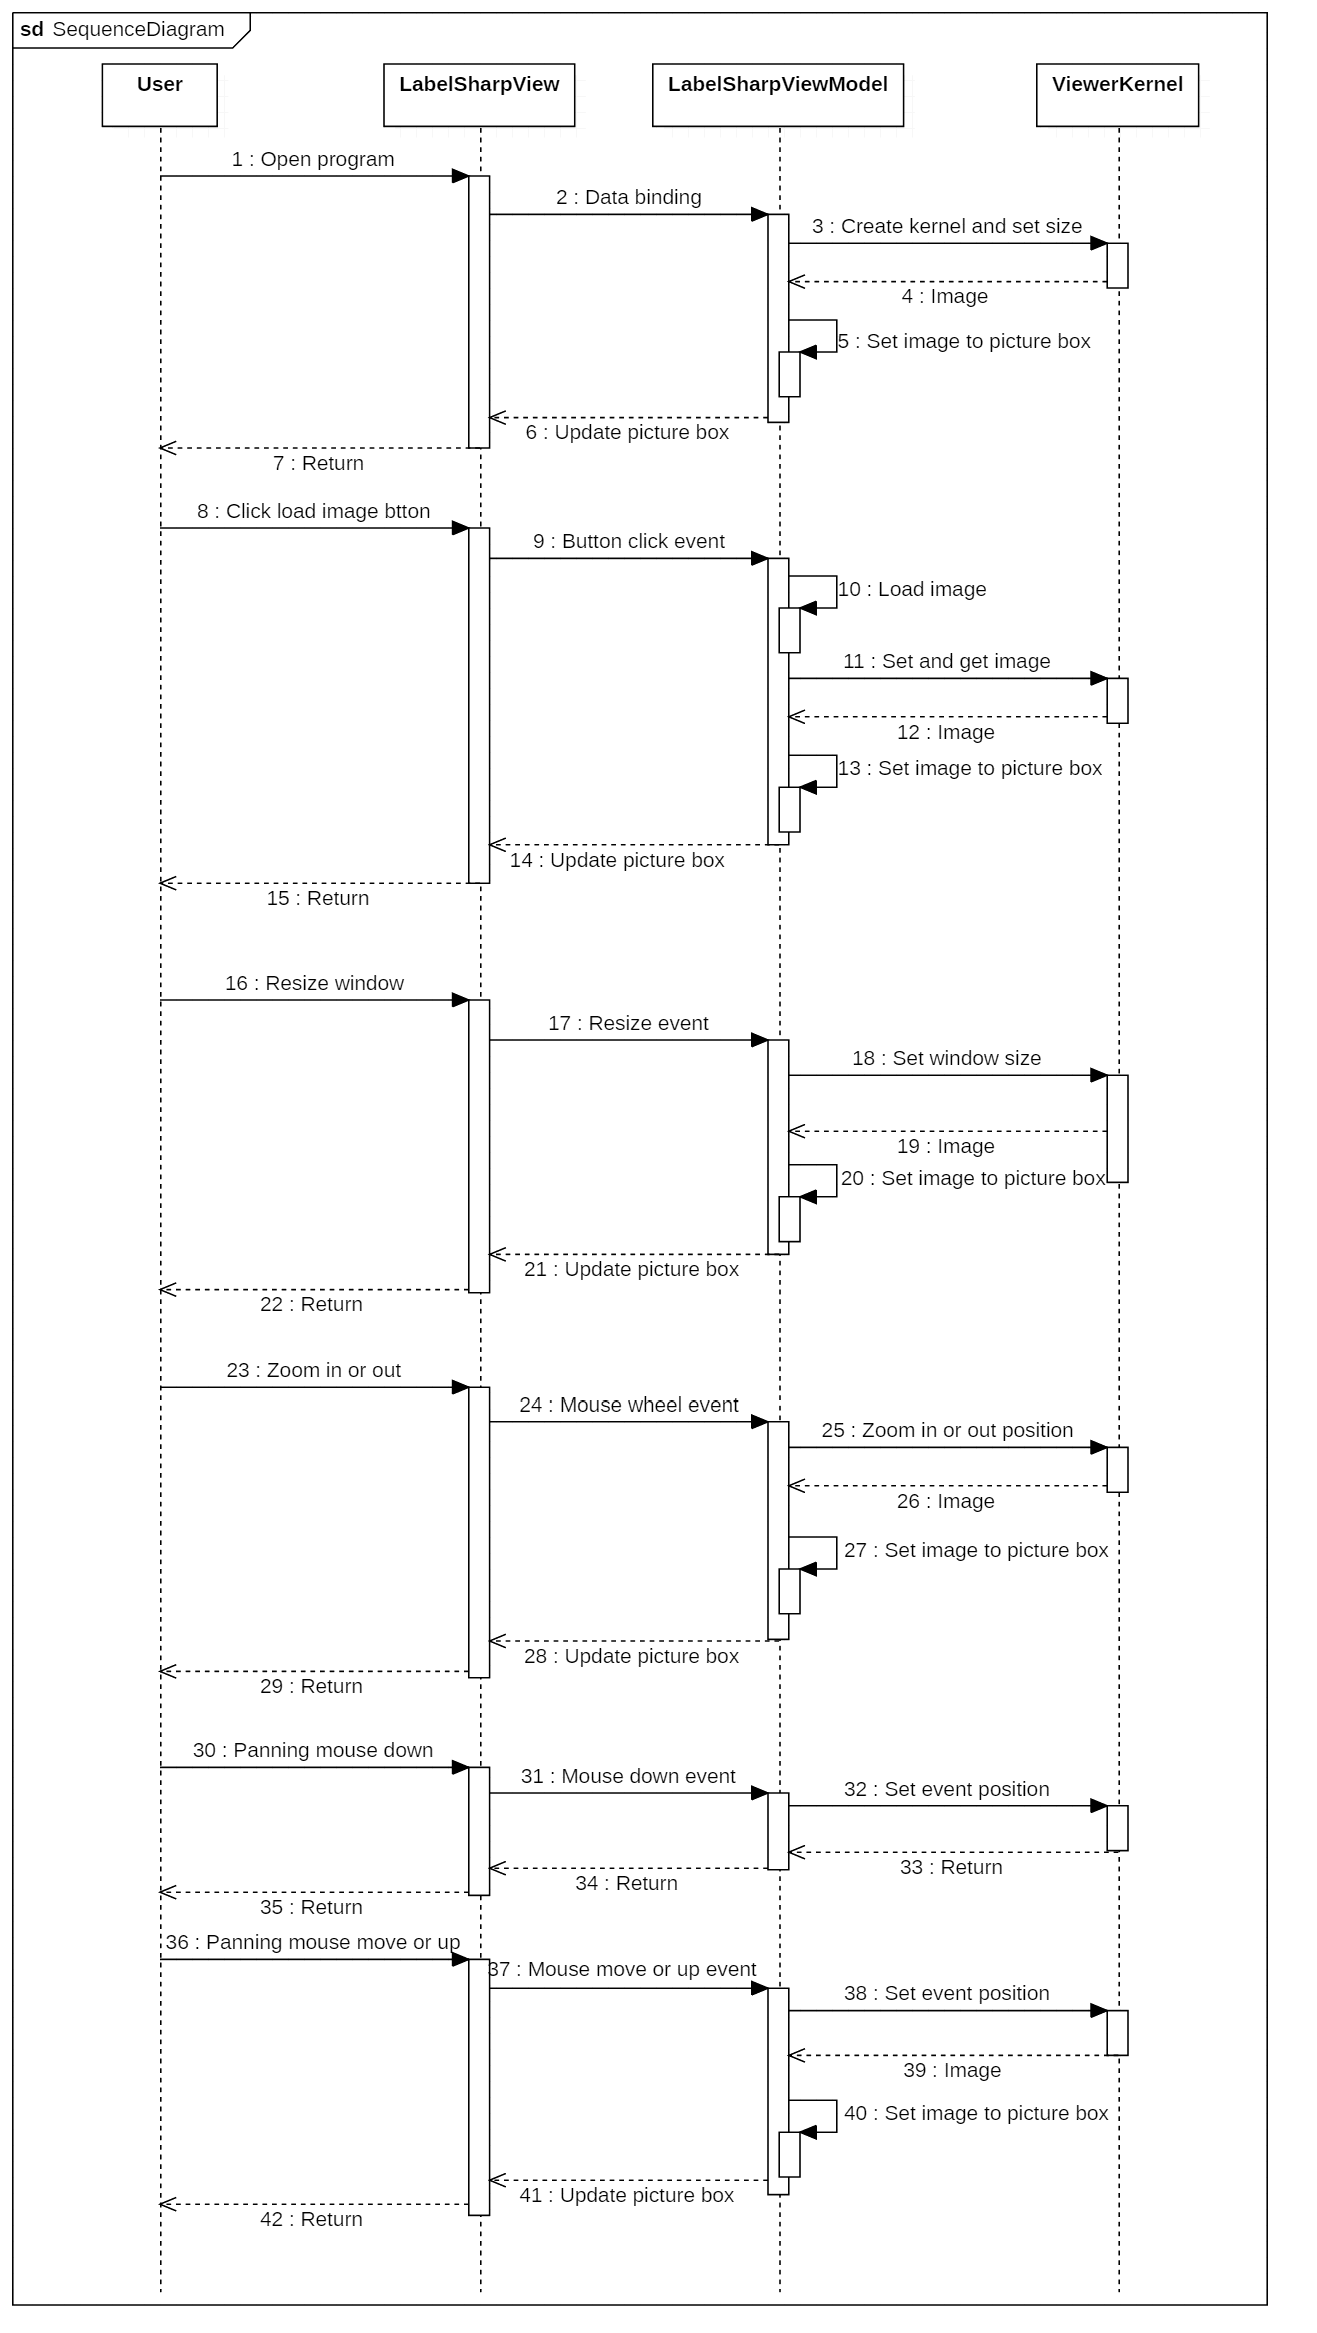 sd SequenceDiagram
User
LabelSharpView
LabelSharpViewModel
ViewerKernel
1 : Open program
2 : Data binding
3 : Create kernel and set size
4 : Image
5 : Set image to picture box
6 : Update picture box
7 : Return
8 : Click load image btton
9 : Button click event
10 : Load image
11 : Set and get image
12 : Image
13 : Set image to picture box
14 : Update picture box
15 : Return
16 : Resize window
17 : Resize event
18 : Set window size
19 : Image
20 : Set image to picture box
21 : Update picture box
22 : Return
23 : Zoom in or out
24 : Mouse wheel event
25 : Zoom in or out position
26 : Image
27 : Set image to picture box
28 : Update picture box
29 : Return
30 : Panning mouse down
31 : Mouse down event
32 : Set event position
33 : Return
34 : Return
35 : Return
36 : Panning mouse move or up
37 : Mouse move or up event
38 : Set event position
39 : Image
40 : Set image to picture box
41 : Update picture box
42 : Return